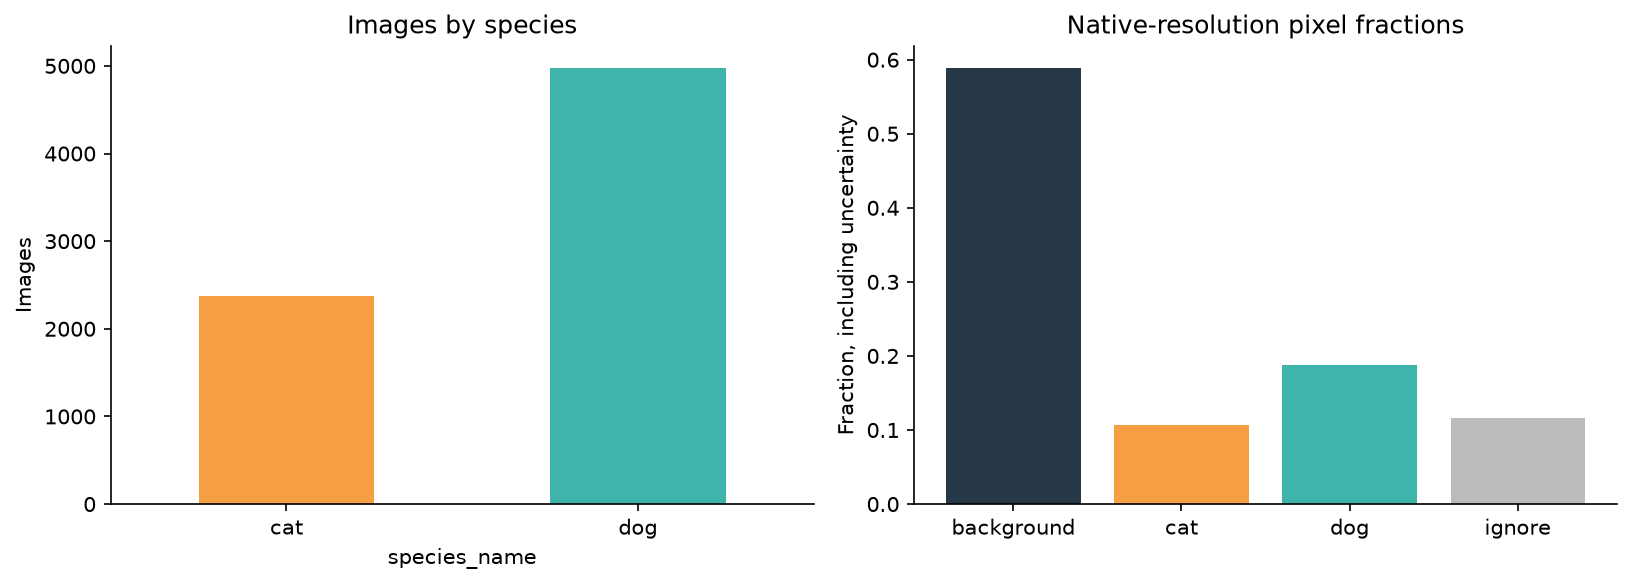 Images by species
Images
5000
4000
3000
2000
1000
0
cat
dog
species_name
Native-resolution pixel fractions
Fraction, including uncertainty
0.6
0.5
0.4
0.3
0.2
0.1
0.0
background
cat
dog
ignore